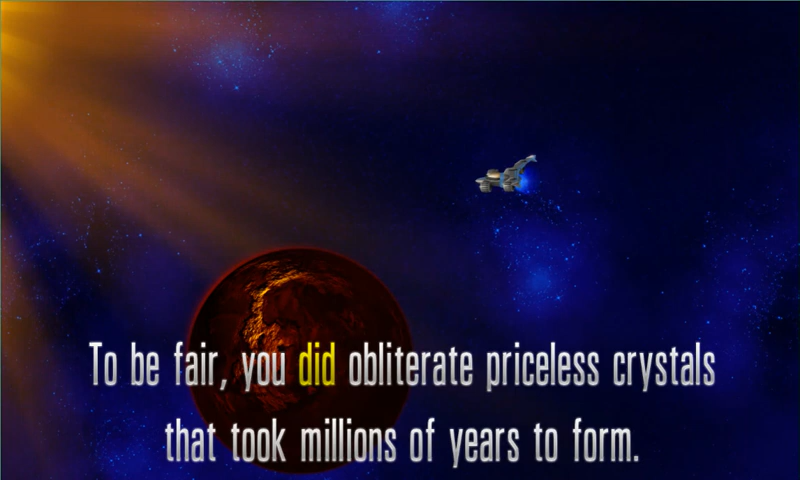 To be fair, you did obliterate priceless crystals
that took millions of years to form.